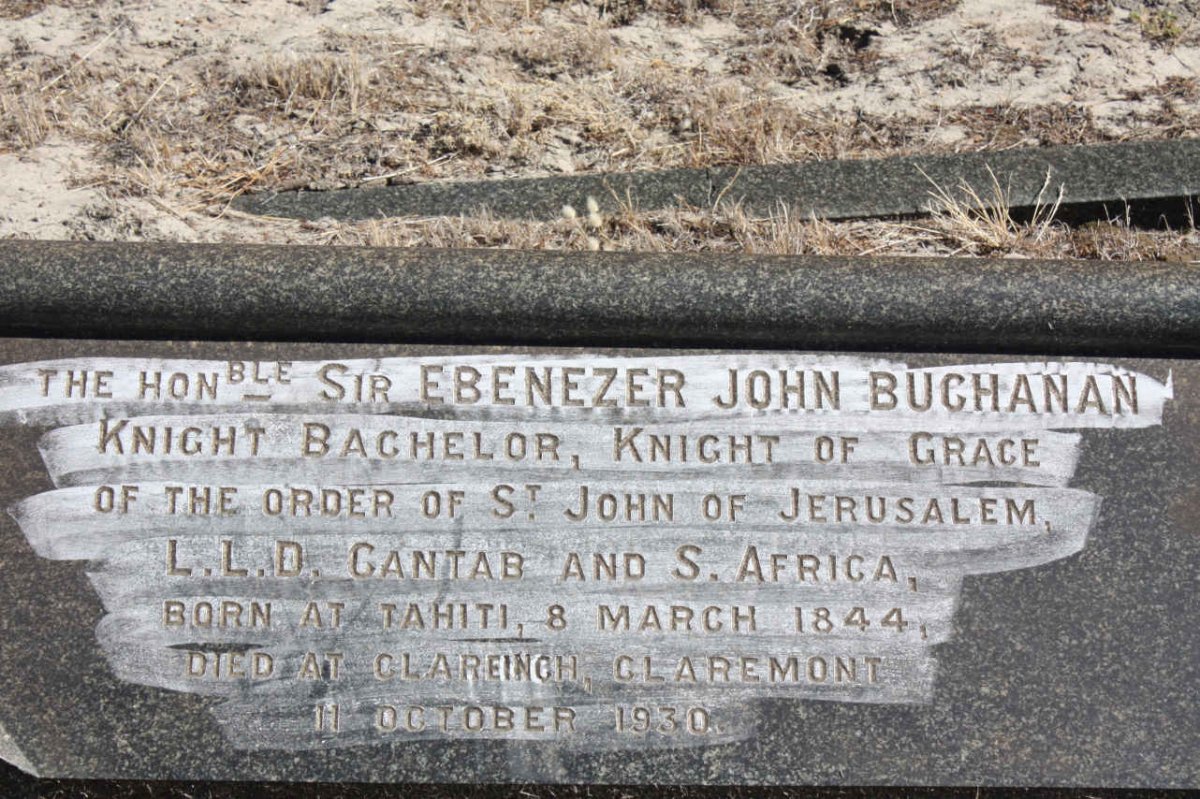 THE HONBLE SIR EBENEZER JOHN BUCHANAN
KNIGHT BACHELOR, KNIGHT OF GRACE
OF THE ORDER OF ST. JOHN OF JERUSALEM,
L.L.D. CANTAB AND S. AFRICA,
BORN AT TAHITI, 8 MARCH 1844,
DIED AT CLAREINCH, CLAREMONT
11 OCTOBER 1930.